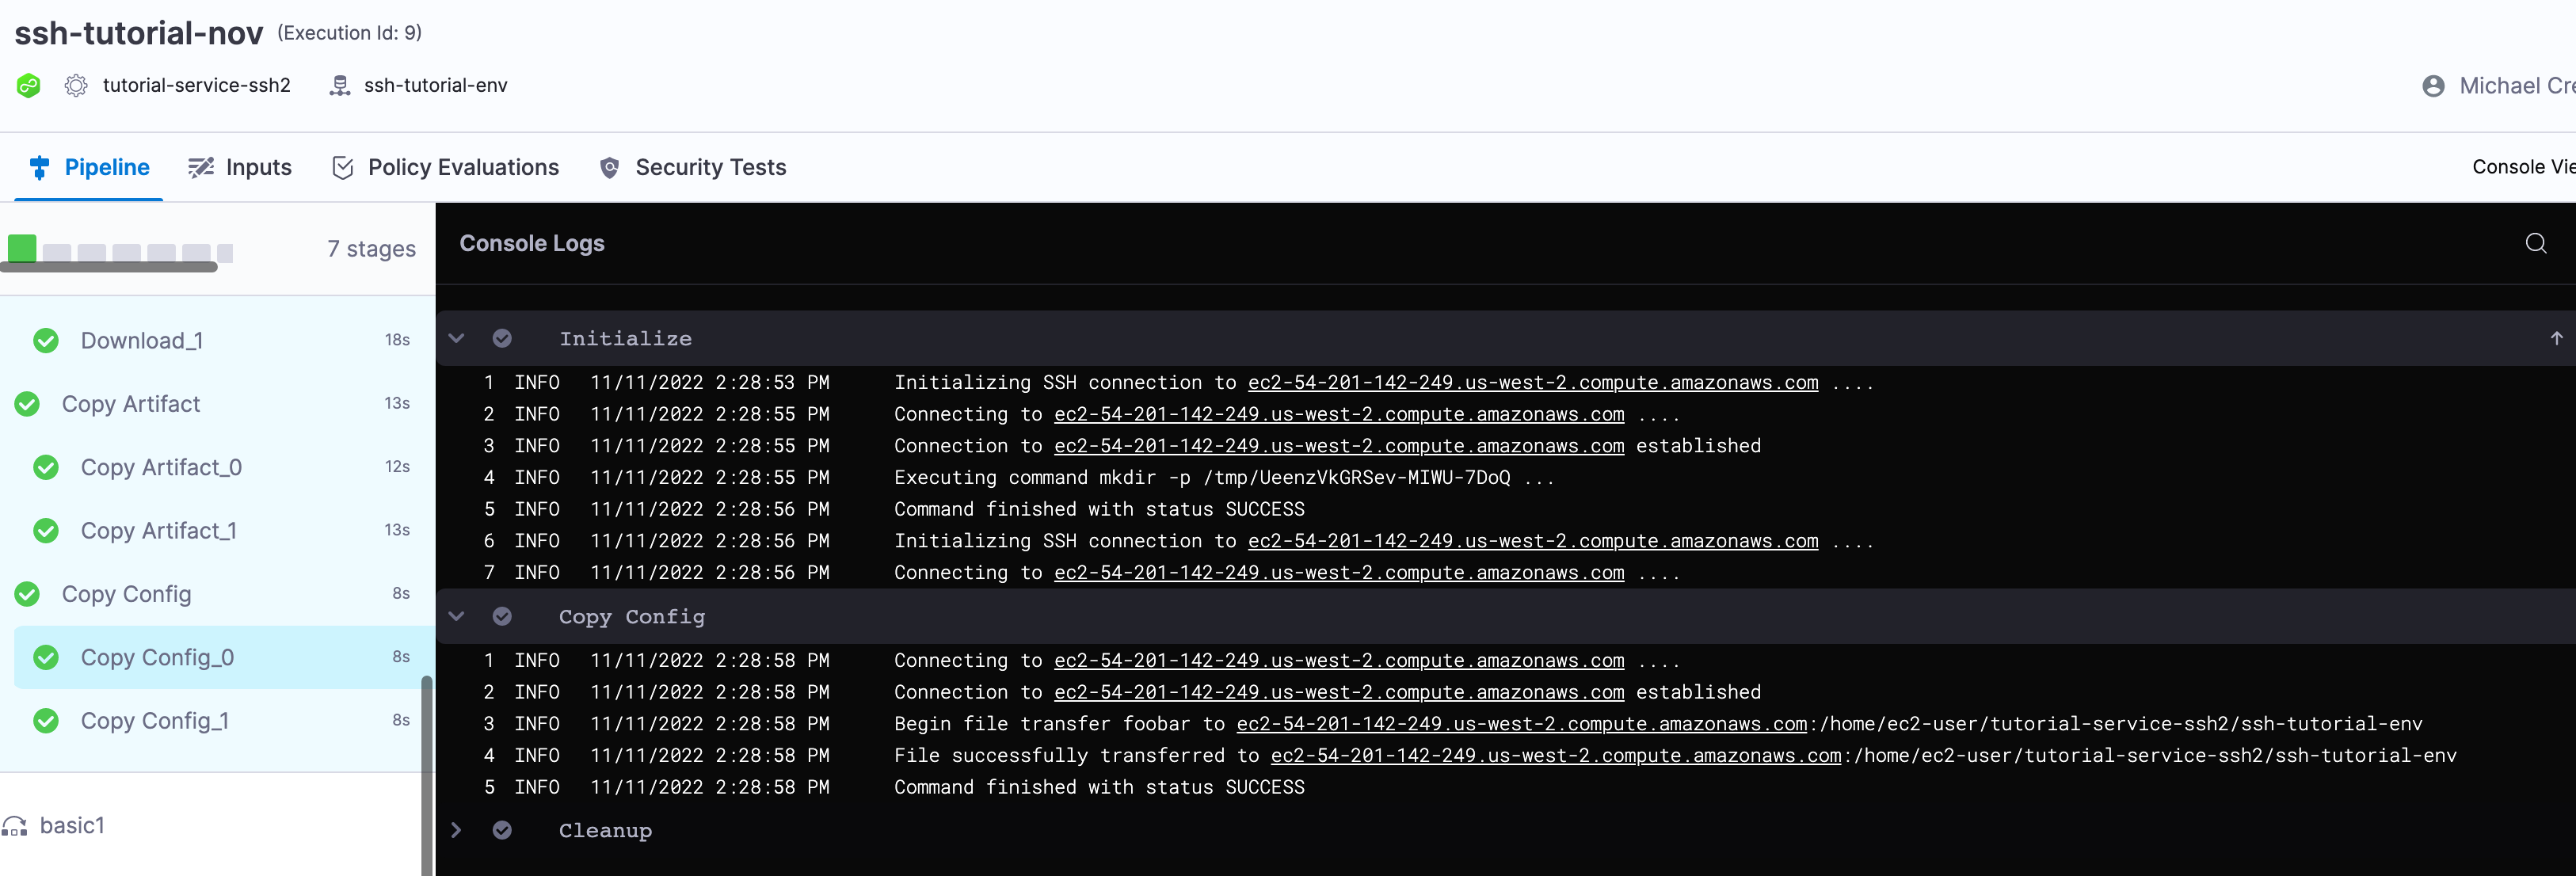 ssh-tutorial-nov (Execution Id: 9)
tutorial-service-ssh2 ssh-tutorial-env
Michael Cre
Pipeline Inputs Policy Evaluations Security Tests
Console Vie
7 stages
Download_1 18s
Copy Artifact 13s
Copy Artifact_0 12s
Copy Artifact_1 13s
Copy Config 8s
Copy Config_0 8s
Copy Config_1 8s
basic1
Console Logs
Initialize
1 INFO 11/11/2022 2:28:53 PM Initializing SSH connection to ec2-54-201-142-249.us-west-2.compute.amazonaws.com ....
2 INFO 11/11/2022 2:28:55 PM Connecting to ec2-54-201-142-249.us-west-2.compute.amazonaws.com ....
3 INFO 11/11/2022 2:28:55 PM Connection to ec2-54-201-142-249.us-west-2.compute.amazonaws.com established
4 INFO 11/11/2022 2:28:55 PM Executing command mkdir -p /tmp/UeenzVkGRSev-MIWU-7DoQ ...
5 INFO 11/11/2022 2:28:56 PM Command finished with status SUCCESS
6 INFO 11/11/2022 2:28:56 PM Initializing SSH connection to ec2-54-201-142-249.us-west-2.compute.amazonaws.com ....
7 INFO 11/11/2022 2:28:56 PM Connecting to ec2-54-201-142-249.us-west-2.compute.amazonaws.com ....
Copy Config
1 INFO 11/11/2022 2:28:58 PM Connecting to ec2-54-201-142-249.us-west-2.compute.amazonaws.com ....
2 INFO 11/11/2022 2:28:58 PM Connection to ec2-54-201-142-249.us-west-2.compute.amazonaws.com established
3 INFO 11/11/2022 2:28:58 PM Begin file transfer foobar to ec2-54-201-142-249.us-west-2.compute.amazonaws.com:/home/ec2-user/tutorial-service-ssh2/ssh-tutorial-env
4 INFO 11/11/2022 2:28:58 PM File successfully transferred to ec2-54-201-142-249.us-west-2.compute.amazonaws.com:/home/ec2-user/tutorial-service-ssh2/ssh-tutorial-env
5 INFO 11/11/2022 2:28:58 PM Command finished with status SUCCESS
Cleanup